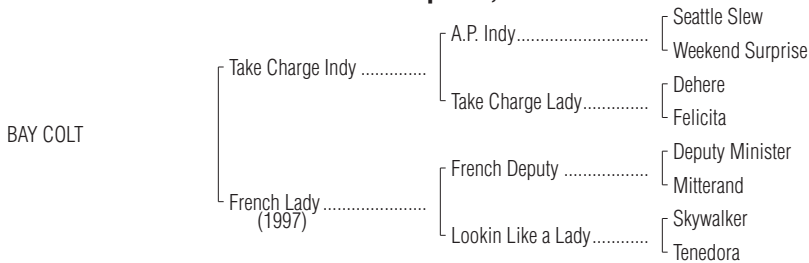 Seattle Slew
A.P. Indy
Weekend Surprise
Take Charge Indy
Dehere
Take Charge Lady
Felicita
BAY COLT
Deputy Minister
French Deputy
Mitterand
French Lady
(1997)
Skywalker
Lookin Like a Lady
Tenedora